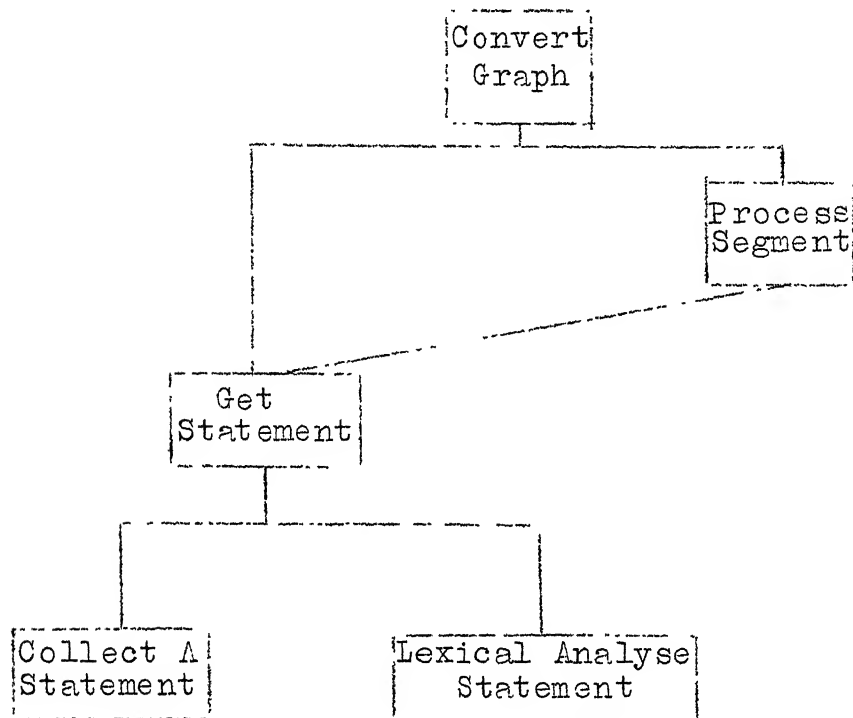 Convert
Graph
Process
Segment
Get
Statement
Collect A
Statement
Lexical Analyse
Statement